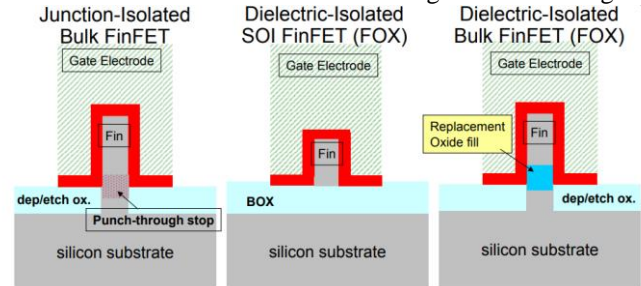 Junction-Isolated
Bulk FinFET
Gate Electrode
Fin
dep/etch ox.
Punch-through stop
silicon substrate
Dielectric-Isolated
SOI FinFET (FOX)
Gate Electrode
Fin
BOX
silicon substrate
Dielectric-Isolated
Bulk FinFET (FOX)
Gate Electrode
Replacement
Oxide fill
Fin
dep/etch ox.
silicon substrate